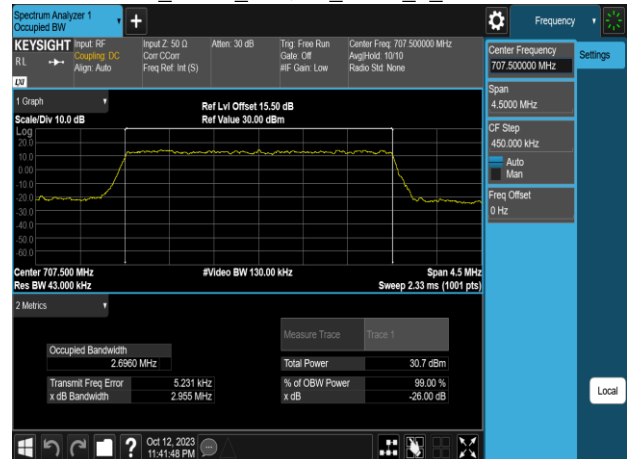 Spectrum Analyzer 1
Occupied BW
Frequency
KEYSIGHT
RL
LXI
Input: RF
Coupling: DC
Align: Auto
Input Z: 50 Ω
Corr CCorr
Freq Ref: Int (S)
Atten: 30 dB
Trig: Free Run
Gate: Off
#IF Gain: Low
Center Freq: 707.500000 MHz
Avg|Hold: 10/10
Radio Std: None
Center Frequency
707.500000 MHz
Settings
Span
4.5000 MHz
CF Step
450.000 kHz
Auto
Man
Freq Offset
0 Hz
Local
1 Graph
Scale/Div 10.0 dB
Ref Lvl Offset 15.50 dB
Ref Value 30.00 dBm
Log
20.0
10.0
0.00
-10.0
-20.0
-30.0
-40.0
-50.0
-60.0
Center 707.500 MHz
#Video BW 130.00 kHz
Span 4.5 MHz
Res BW 43.000 kHz
Sweep 2.33 ms (1001 pts)
2 Metrics
Measure Trace
Trace 1
Occupied Bandwidth
2.6960 MHz
Total Power
30.7 dBm
Transmit Freq Error
5.231 kHz
% of OBW Power
99.00 %
x dB Bandwidth
2.955 MHz
x dB
-26.00 dB
?
Oct 12, 2023
11:41:48 PM